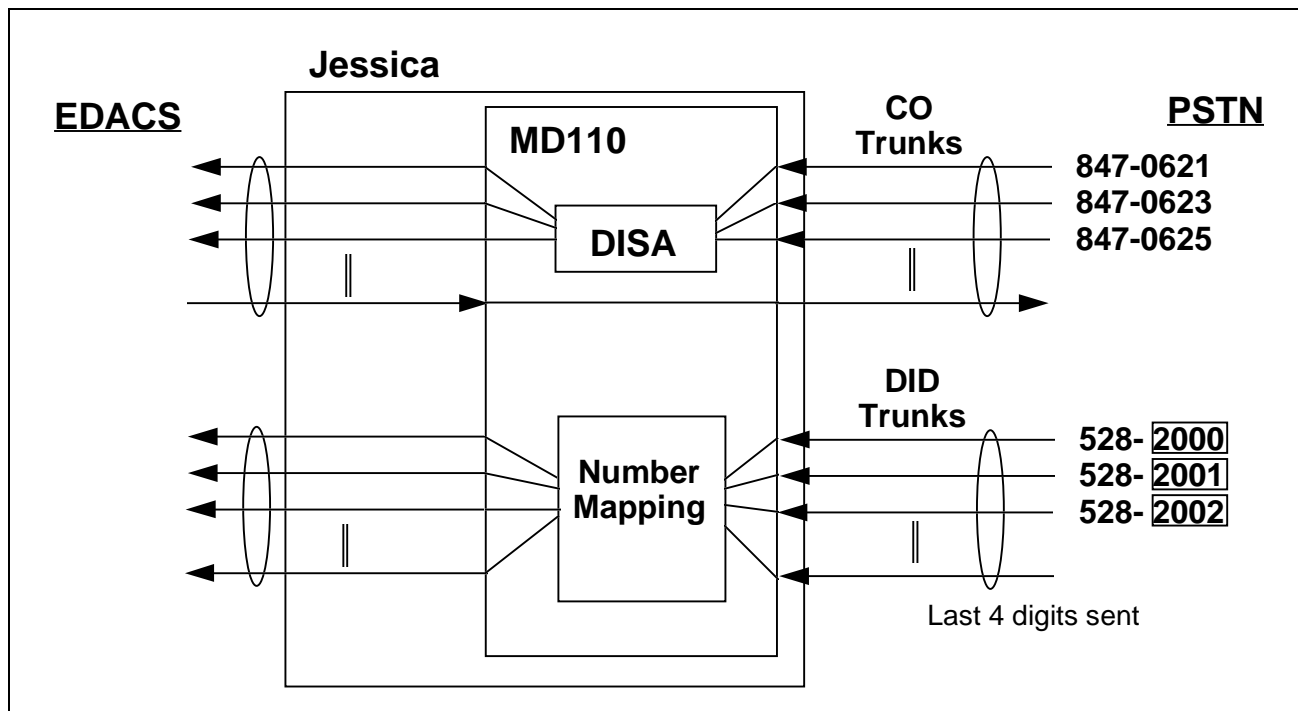 Jessica
EDACS
MD110
CO
Trunks
PSTN
DISA
847-0621
847-0623
847-0625
DID
Trunks
Number
Mapping
528- 2000
528- 2001
528- 2002
Last 4 digits sent